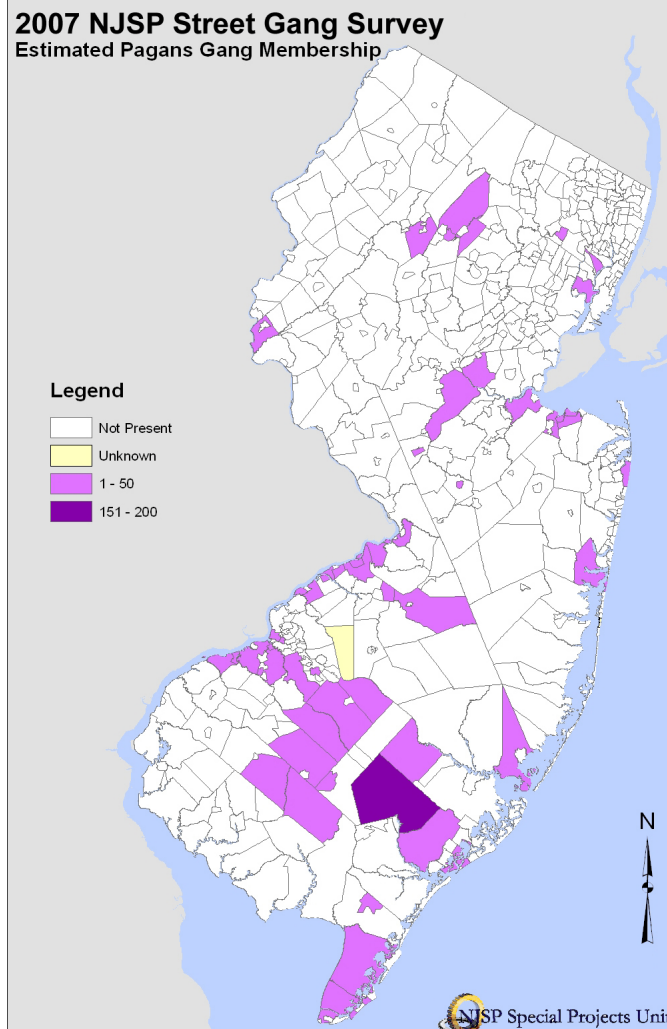 2007 NJSP Street Gang Survey
Estimated Pagans Gang Membership
Legend
Not Present
Unknown
1 - 50
151 - 200
N
NJSP Special Projects Uni